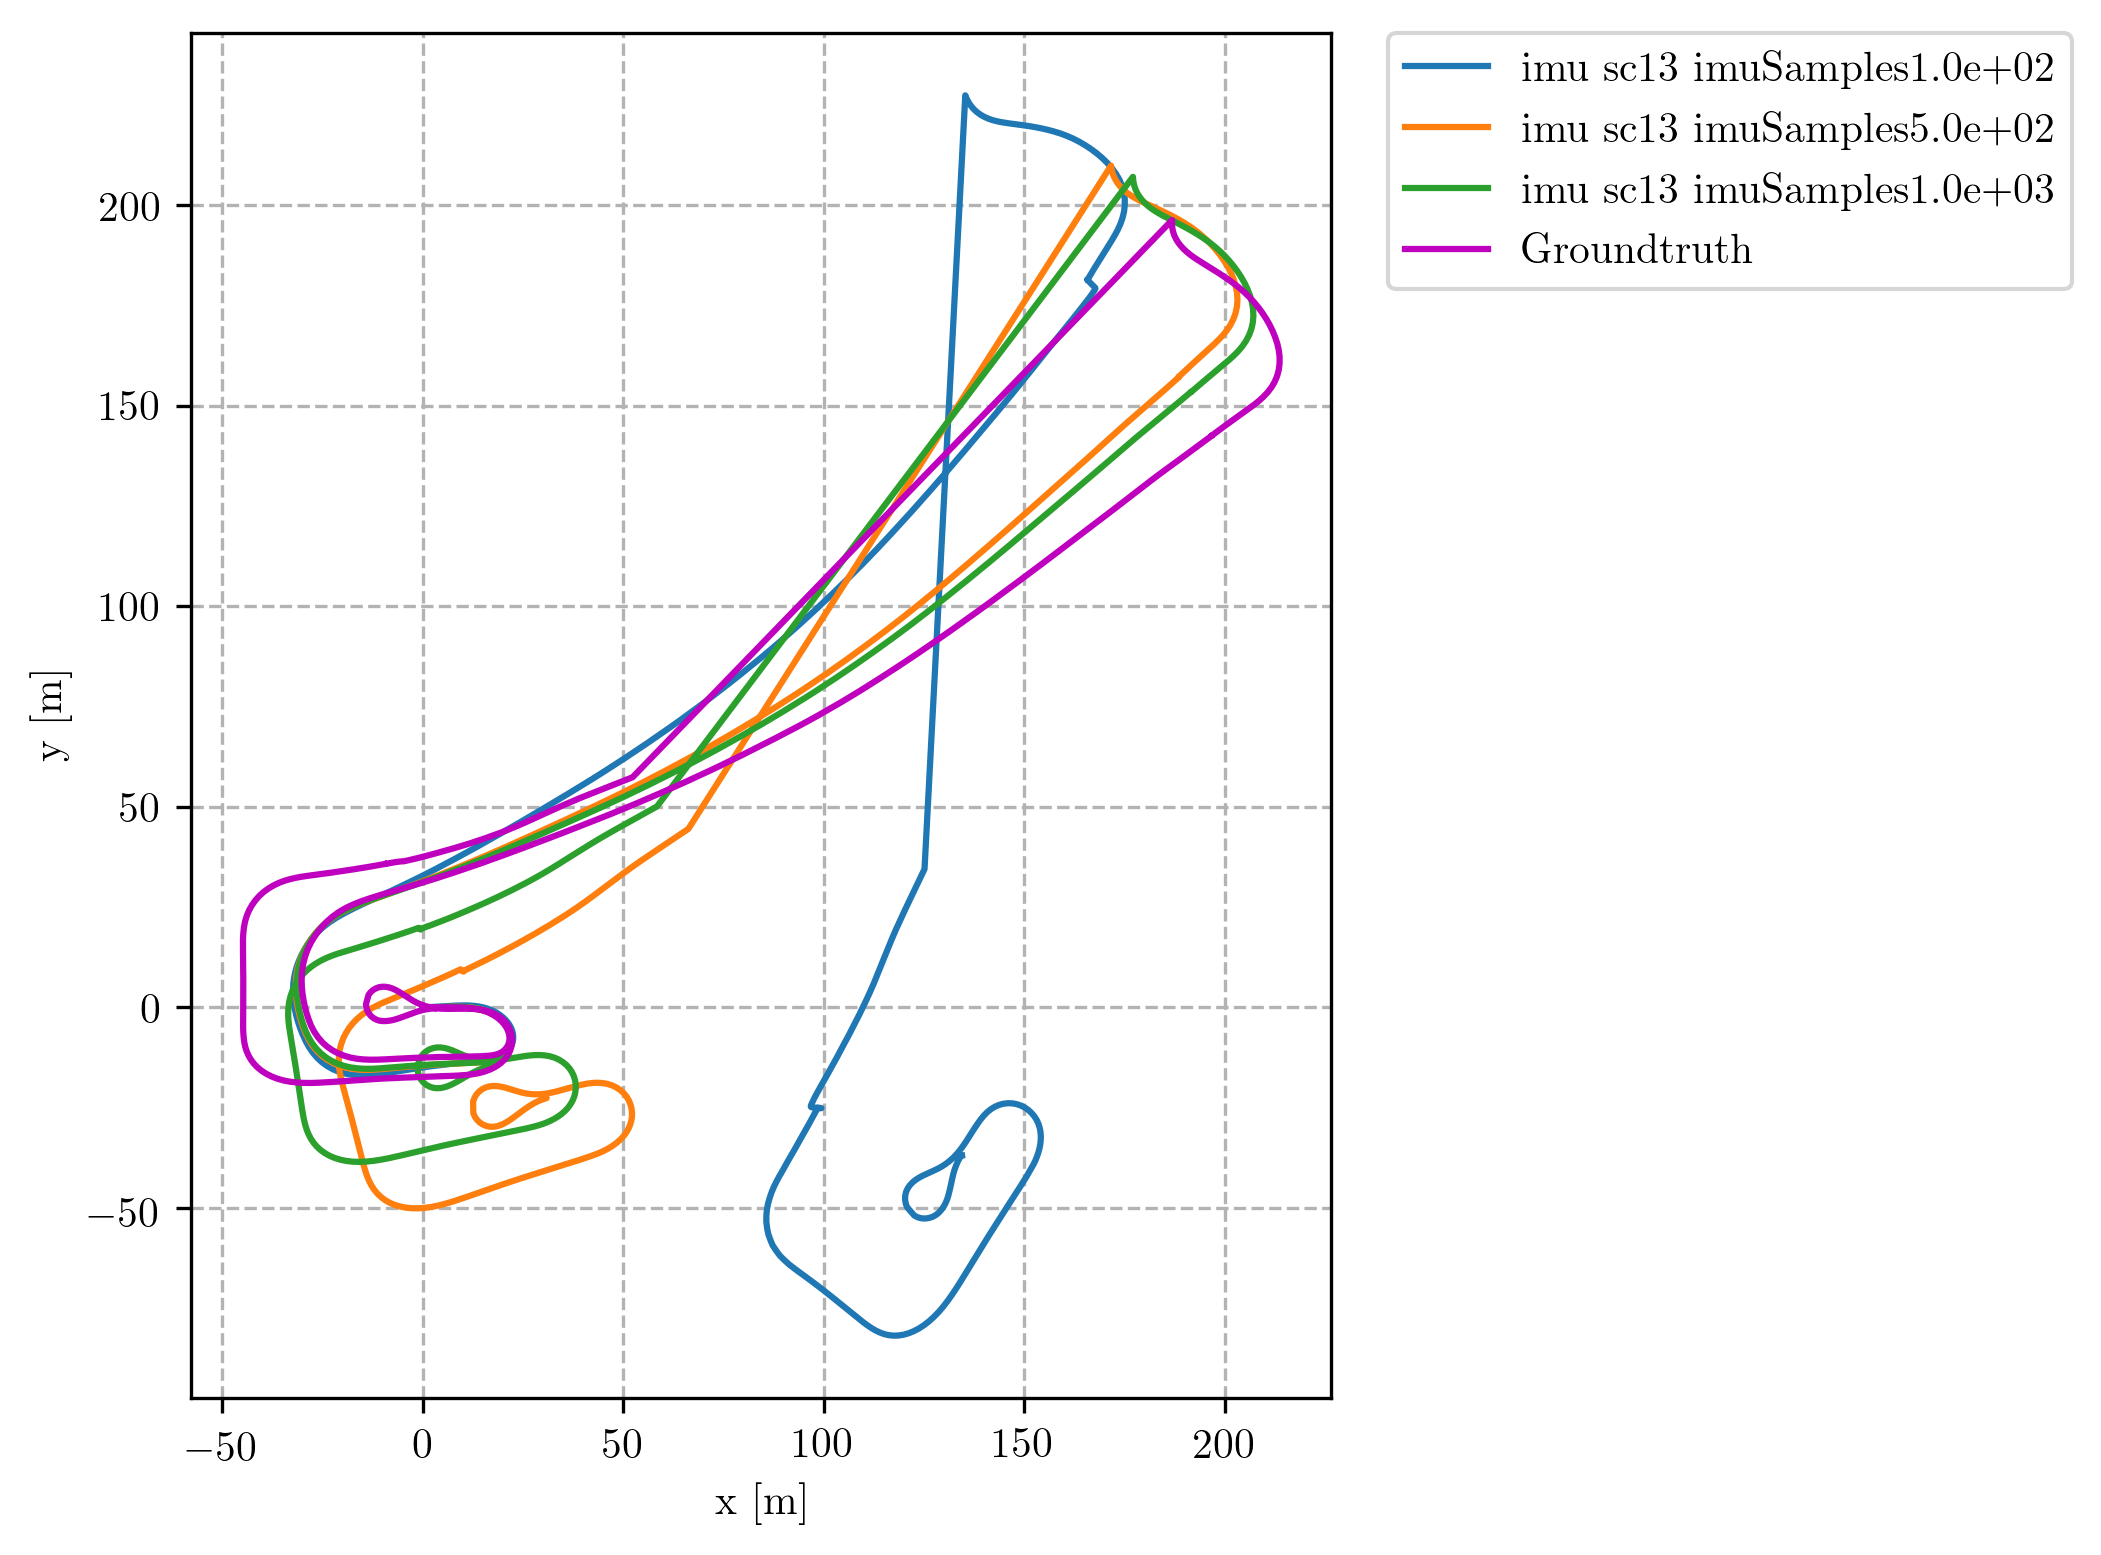 imu sc13 imuSamples1.0e+02
imu sc13 imuSamples5.0e+02
imu sc13 imuSamples1.0e+03
Groundtruth
200
150
100
50
0
−50
y [m]
−50 0 50 100 150 200
x [m]